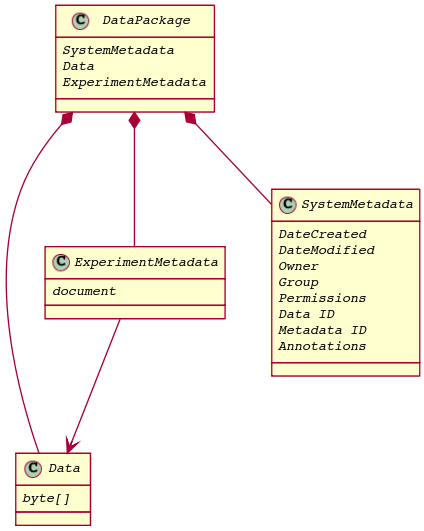 C DataPackage
SystemMetadata
Data
ExperimentMetadata
C SystemMetadata
DateCreated
DateModified
Owner
Group
Permissions
Data ID
Metadata ID
Annotations
C ExperimentMetadata
document
C Data
byte[]